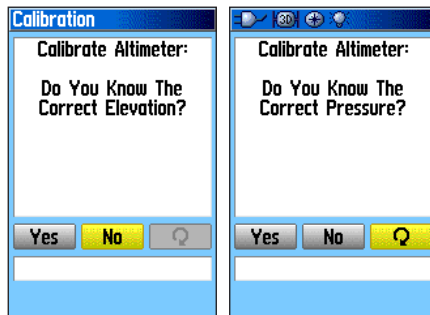 Calibration
Calibrate Altimeter:
Do You Know The
Correct Elevation?
Yes No
3D
Calibrate Altimeter:
Do You Know The
Correct Pressure?
Yes No